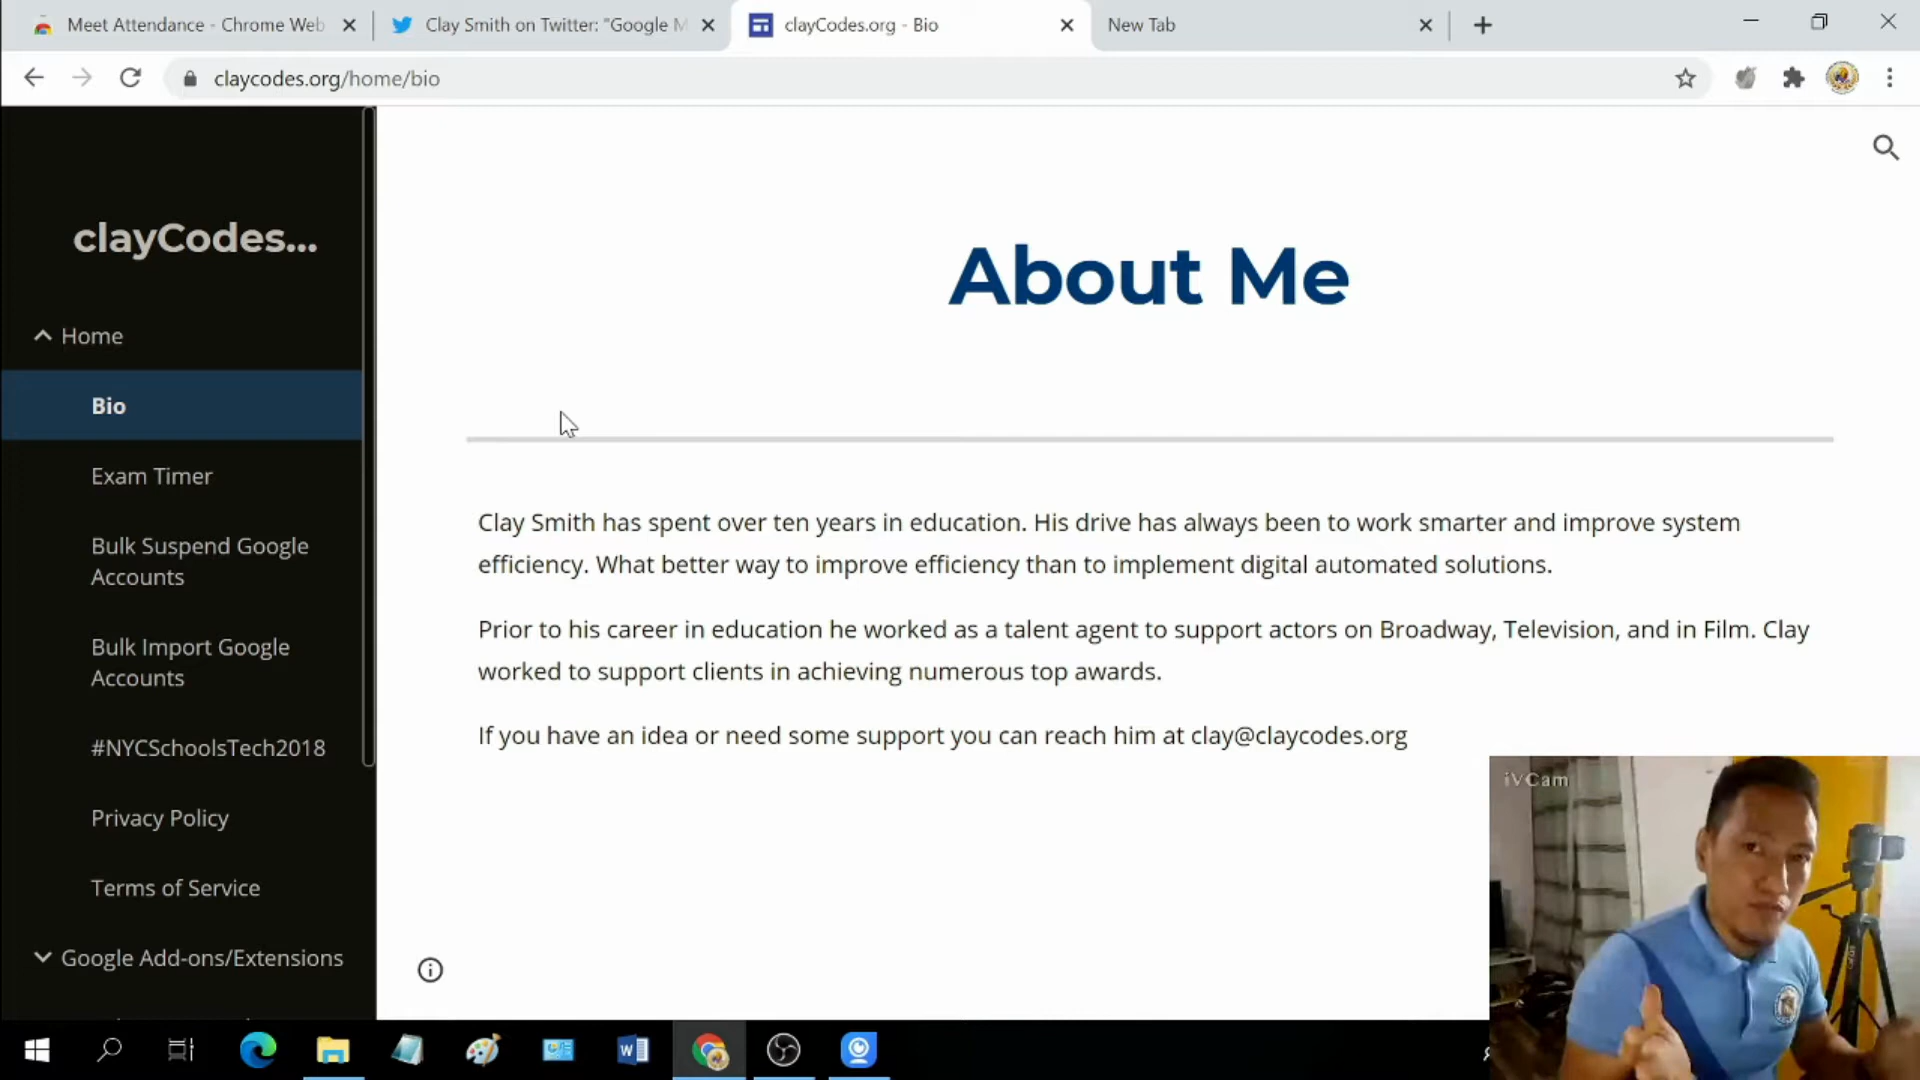 Meet Attendance - Chrome Web
Clay Smith on Twitter: "Google M
clayCodes.org - Bio
New Tab
claycodes.org/home/bio
clayCodes...
Home
Bio
Exam Timer
Bulk Suspend Google
Accounts
Bulk Import Google
Accounts
#NYCSchoolsTech2018
Privacy Policy
Terms of Service
Google Add-ons/Extensions
About Me
Clay Smith has spent over ten years in education. His drive has always been to work smarter and improve system
efficiency. What better way to improve efficiency than to implement digital automated solutions.
Prior to his career in education he worked as a talent agent to support actors on Broadway, Television, and in Film. Clay
worked to support clients in achieving numerous top awards.
If you have an idea or need some support you can reach him at clay@claycodes.org
iVCam